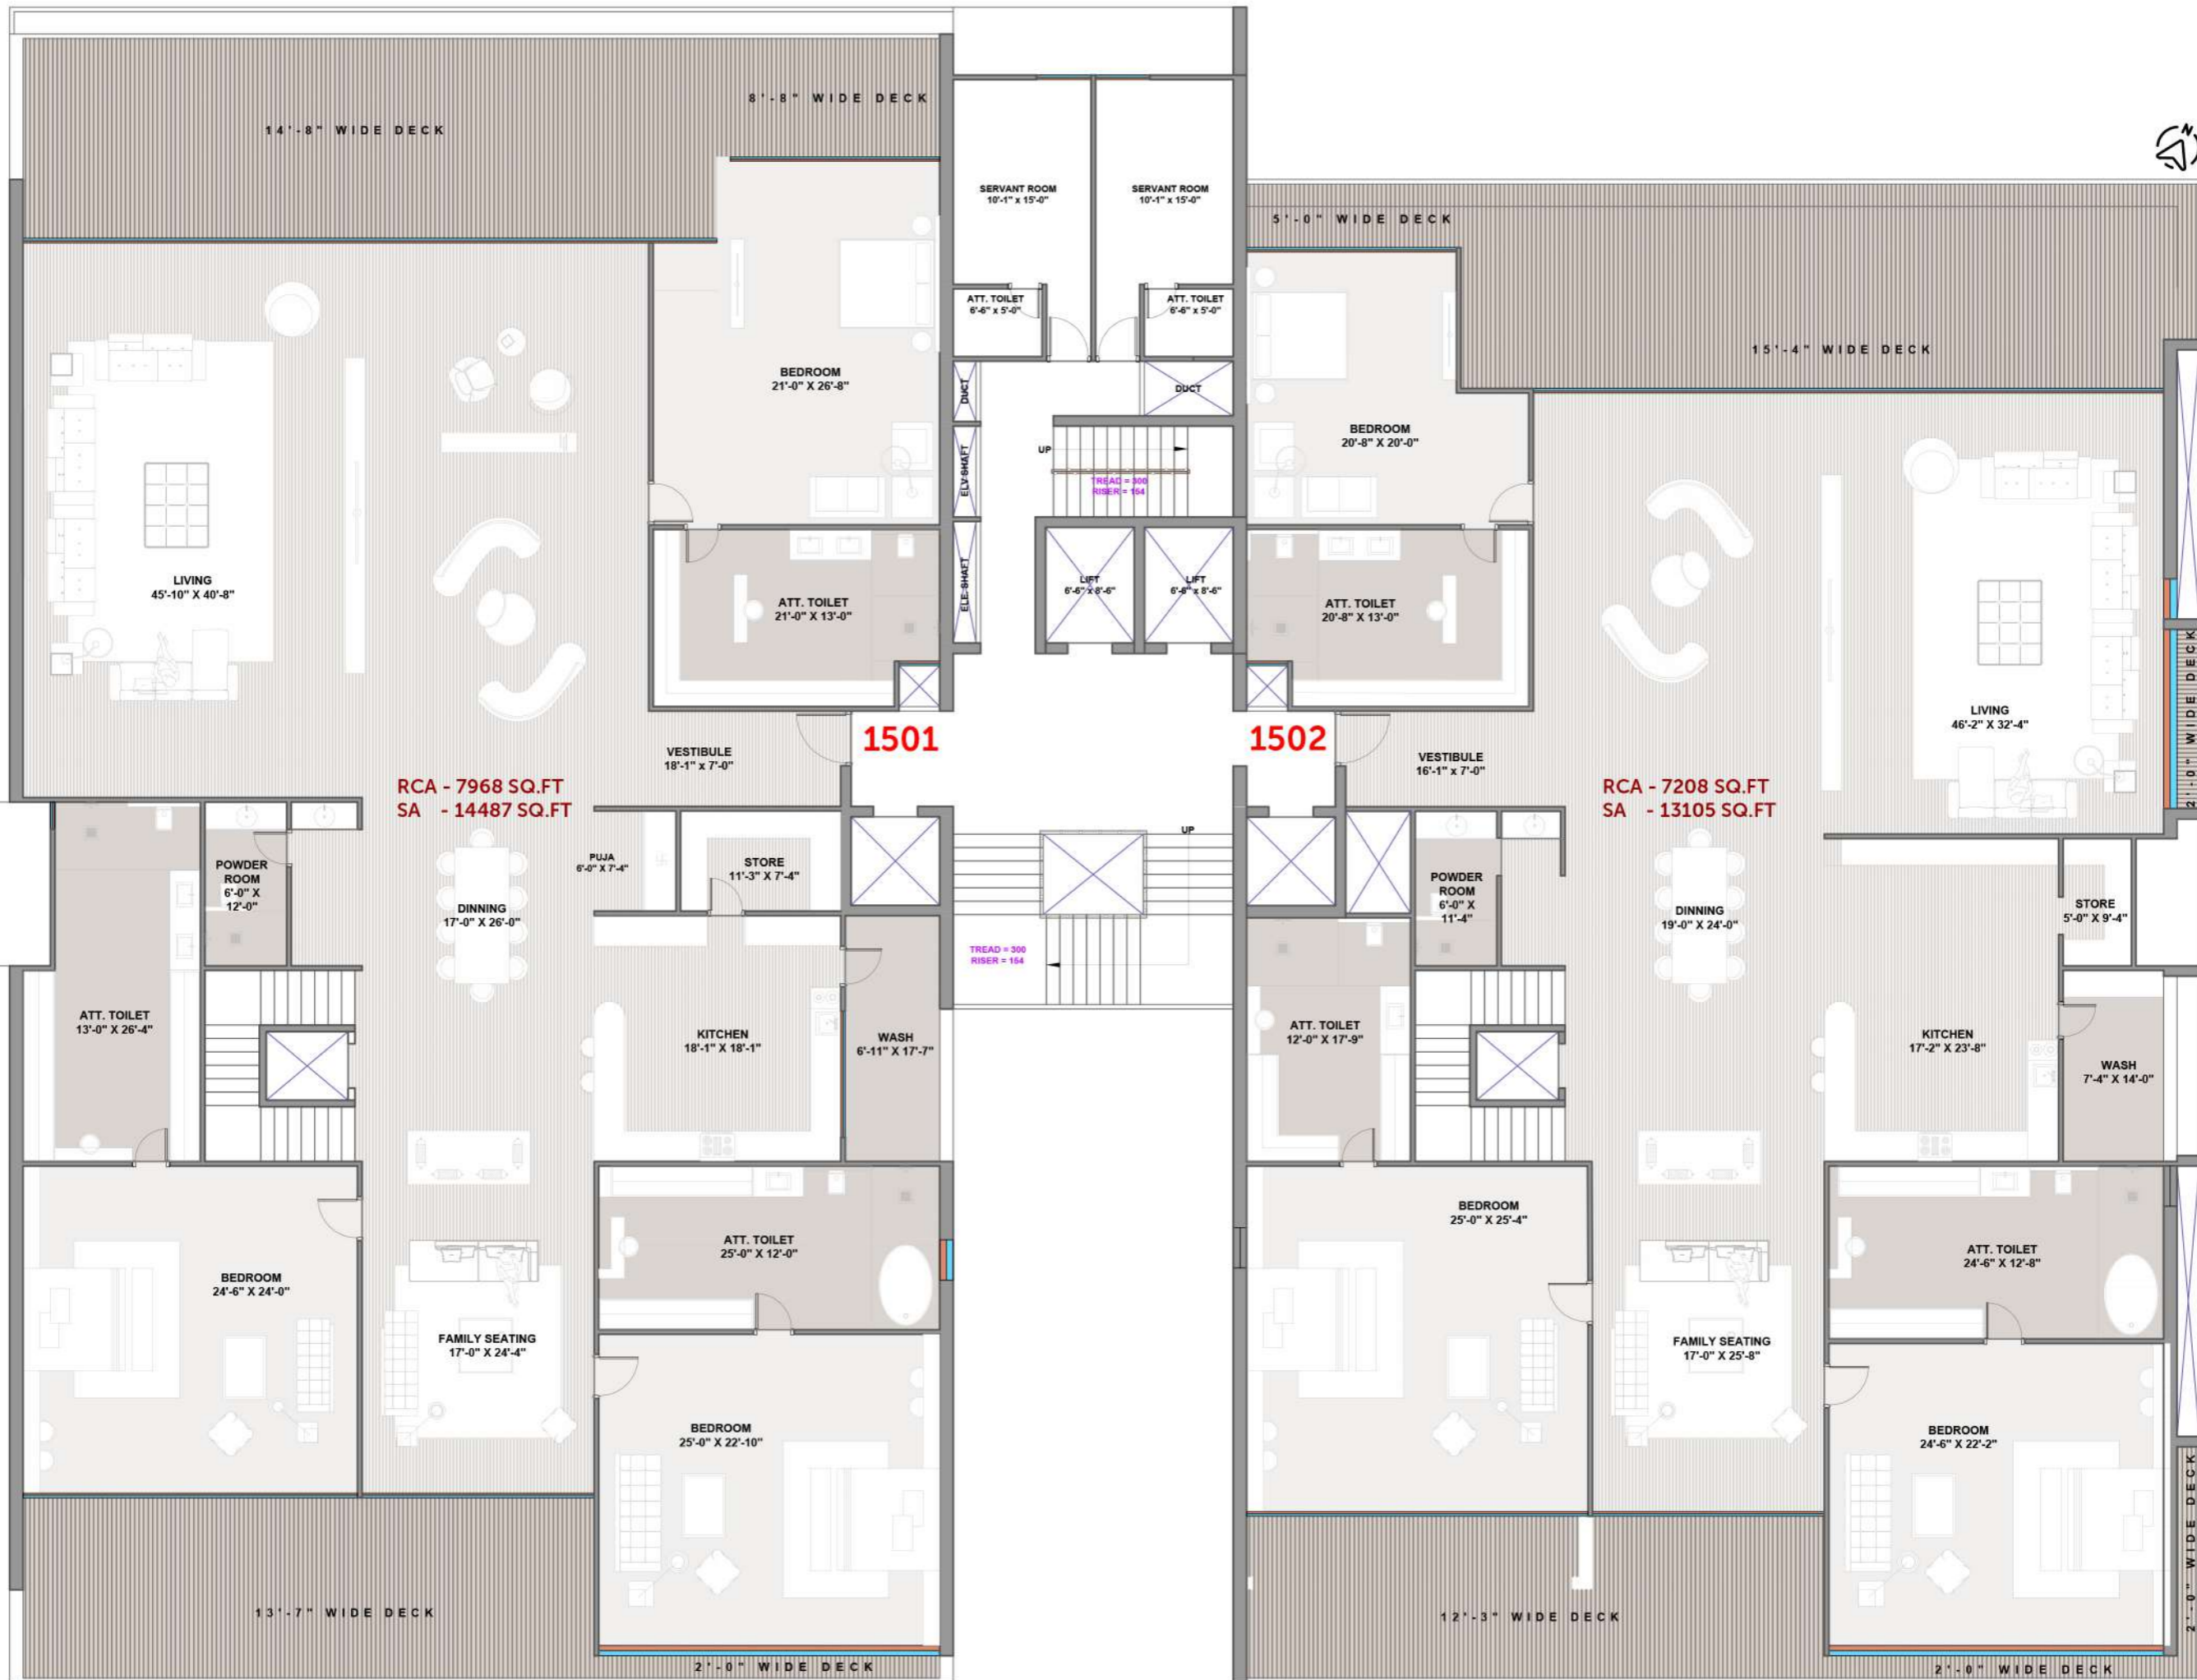 14'-8" WIDE DECK
8'-8" WIDE DECK
SERVANT ROOM
10'-1" x 15'-0"
SERVANT ROOM
10'-1" x 15'-0"
N
5'-0" WIDE DECK
15'-4" WIDE DECK
ATT. TOILET
6'-6" x 5'-0"
ATT. TOILET
6'-6" x 5'-0"
BEDROOM
21'-0" X 26'-8"
DUCT
DUCT
ELV SHAFT
ELE. SHAFT
UP
TREAD = 300
RISER = 154
BEDROOM
20'-8" X 20'-0"
LIVING
45'-10" X 40'-8"
ATT. TOILET
21'-0" X 13'-0"
LIFT
6'-6" x 8'-6"
LIFT
6'-6" x 8'-6"
ATT. TOILET
20'-8" X 13'-0"
LIVING
46'-2" X 32'-4"
2'-0" WIDE DECK
1501
1502
VESTIBULE
18'-1" x 7'-0"
VESTIBULE
16'-1" x 7'-0"
RCA - 7968 SQ.FT
SA - 14487 SQ.FT
RCA - 7208 SQ.FT
SA - 13105 SQ.FT
POWDER
ROOM
6'-0" X
12'-0"
DINNING
17'-0" X 26'-0"
PUJA
6'-0" X 7'-4"
STORE
11'-3" X 7'-4"
UP
TREAD = 300
RISER = 154
POWDER
ROOM
6'-0" X
11'-4"
DINNING
19'-0" X 24'-0"
STORE
5'-0" X 9'-4"
ATT. TOILET
13'-0" X 26'-4"
KITCHEN
18'-1" X 18'-1"
WASH
6'-11" X 17'-7"
ATT. TOILET
12'-0" X 17'-9"
KITCHEN
17'-2" X 23'-8"
WASH
7'-4" X 14'-0"
BEDROOM
24'-6" X 24'-0"
ATT. TOILET
25'-0" X 12'-0"
BEDROOM
25'-0" X 25'-4"
ATT. TOILET
24'-6" X 12'-8"
FAMILY SEATING
17'-0" X 24'-4"
FAMILY SEATING
17'-0" X 25'-8"
BEDROOM
25'-0" X 22'-10"
BEDROOM
24'-6" X 22'-2"
2'-0" WIDE DECK
13'-7" WIDE DECK
12'-3" WIDE DECK
2'-0" WIDE DECK
2'-0" WIDE DECK